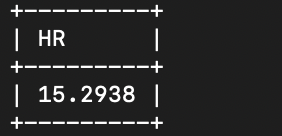 +---------+
| HR      |
+---------+
| 15.2938 |
+---------+